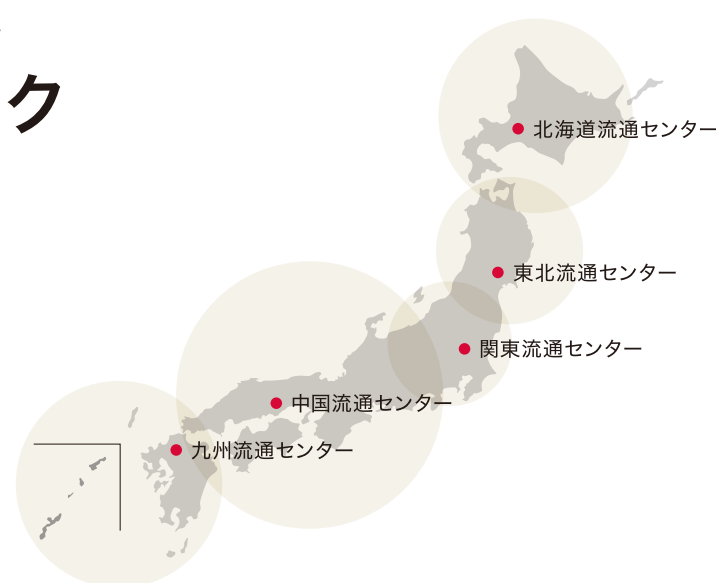 ク
北海道流通センター
東北流通センター
関東流通センター
中国流通センター
九州流通センター